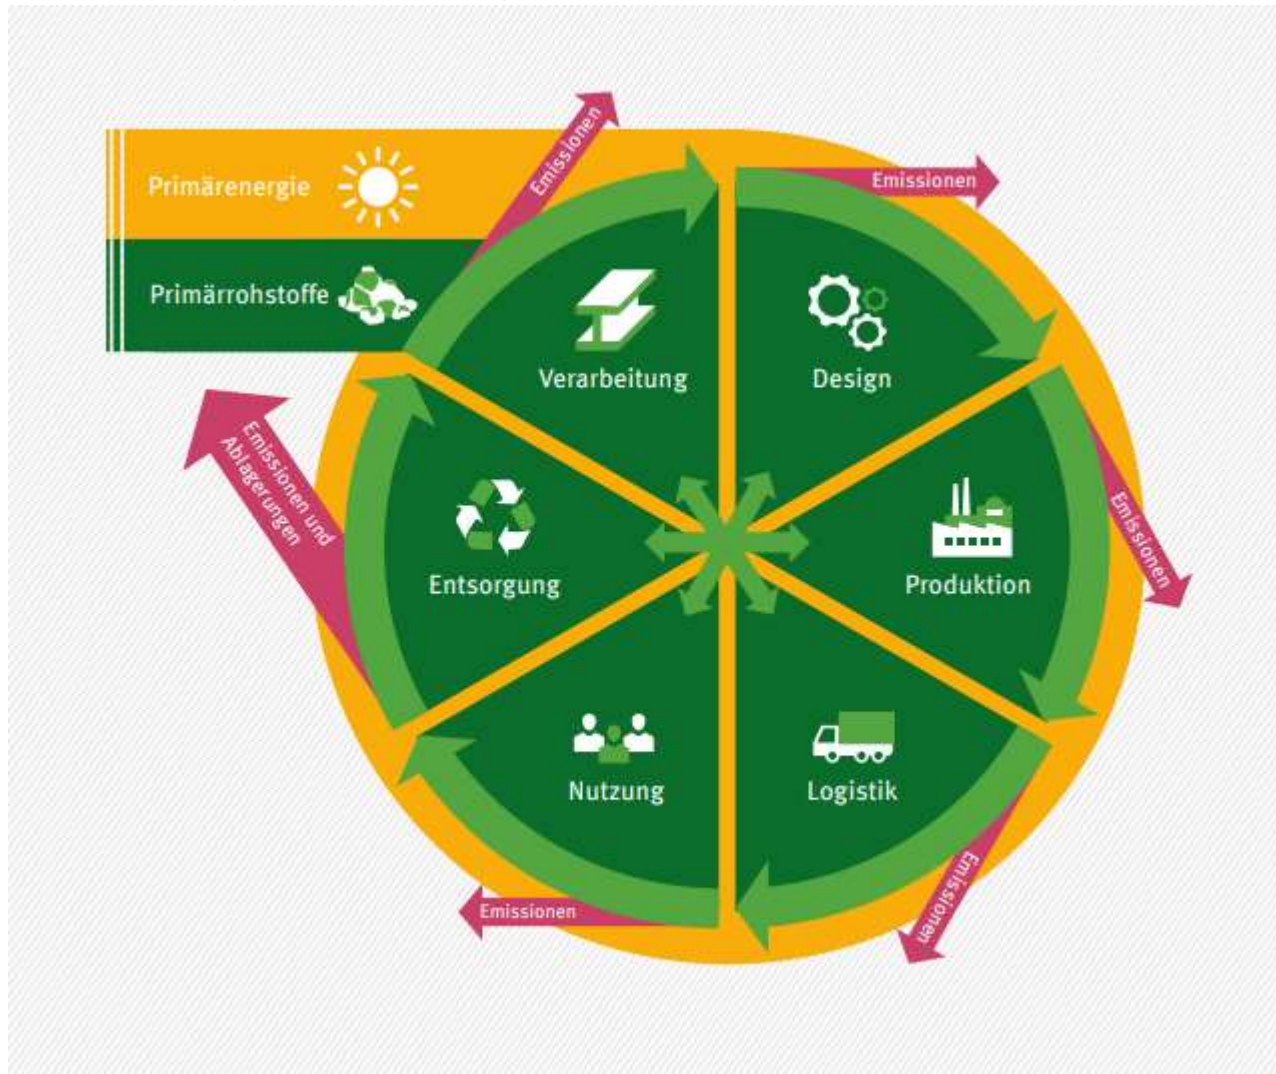 Primärenergie
Primärrohstoffe
Emissionen
Emissionen
Verarbeitung
Design
Emissionen und
Ablagerungen
Entsorgung
Produktion
Emissionen
Nutzung
Logistik
Emissionen
Emissionen